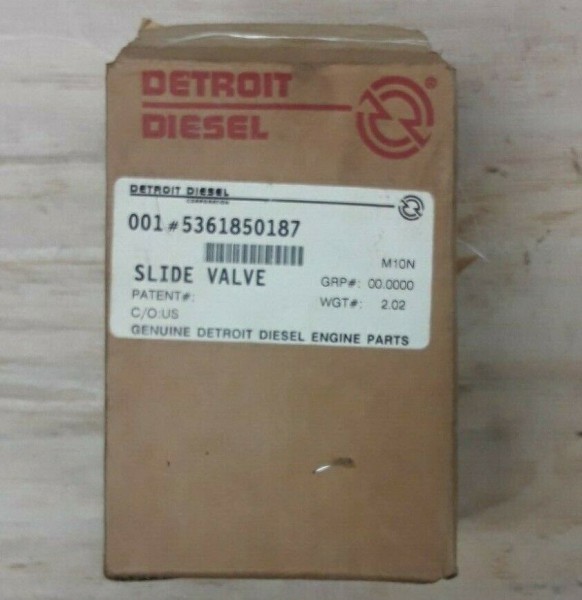 DETROIT
DIESEL
®
DETROIT DIESEL
CORPORATION
001#5361850187
M10N
SLIDE VALVE
GRP#: 00.0000
PATENT#:
WGT#: 2.02
C/O:US
GENUINE DETROIT DIESEL ENGINE PARTS